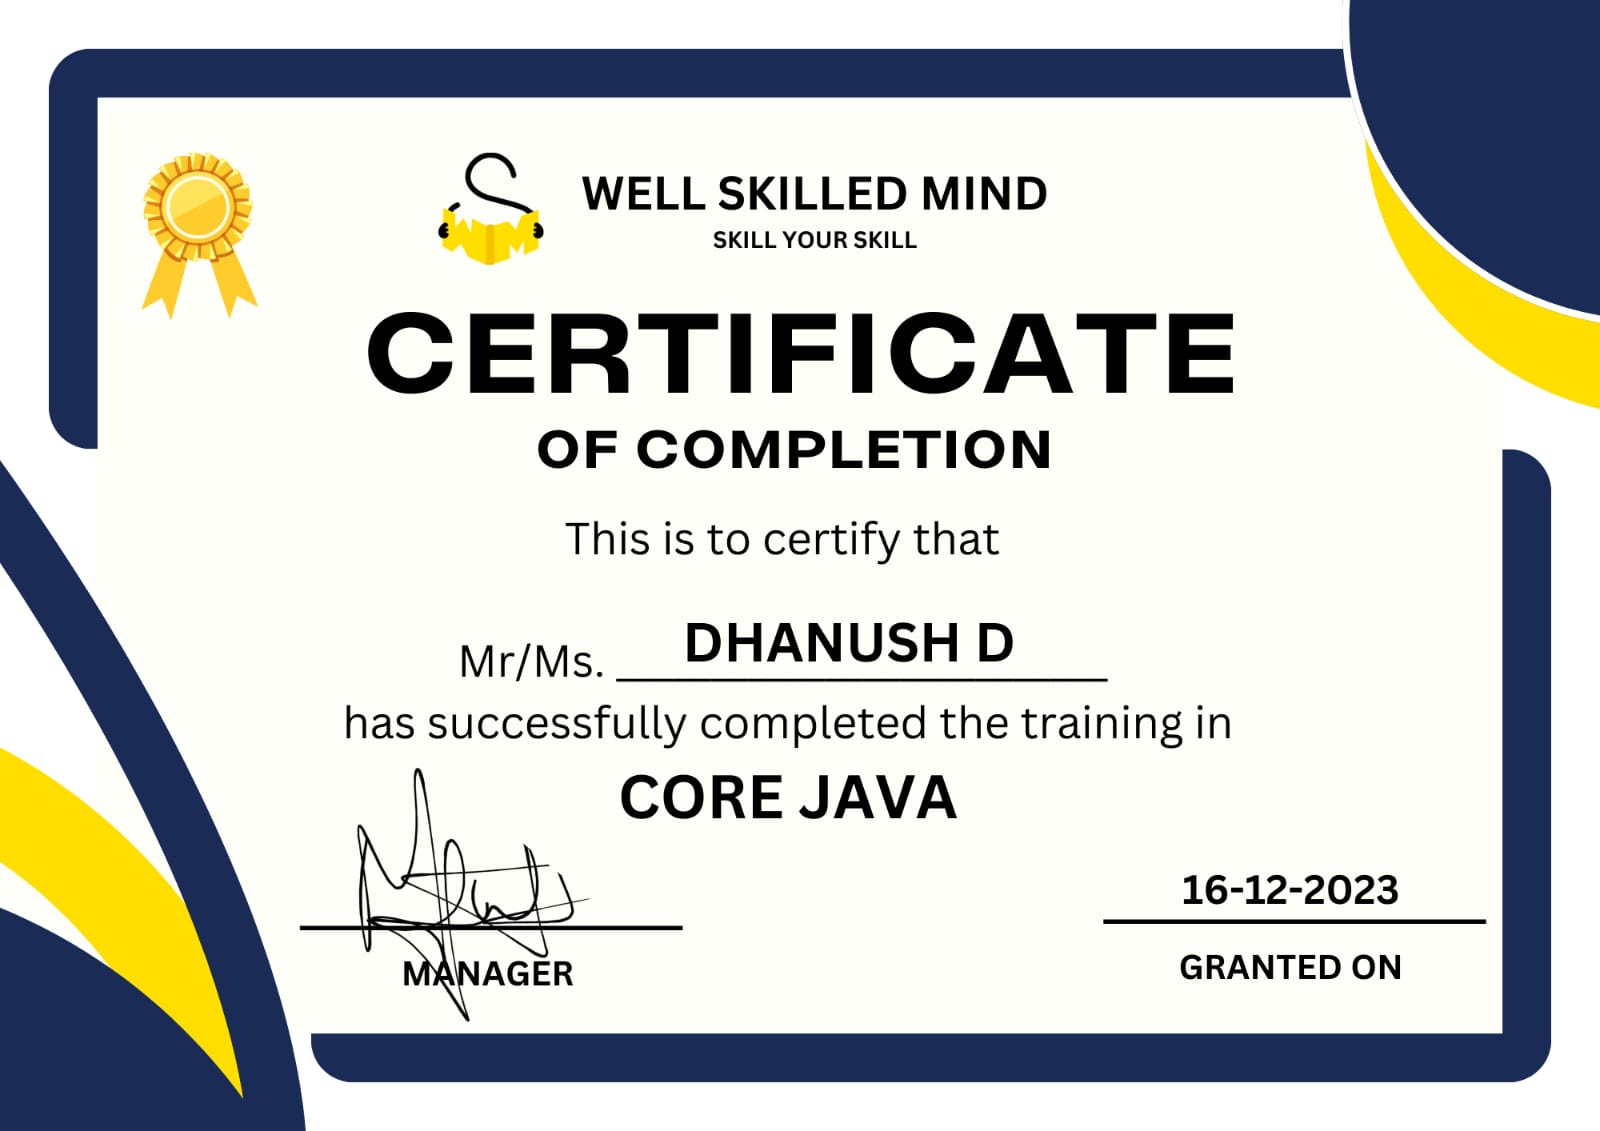 WELL SKILLED MIND
SKILL YOUR SKILL
CERTIFICATE
OF COMPLETION
This is to certify that
Mr/Ms. DHANUSH D
has successfully completed the training in
CORE JAVA
16-12-2023
MANAGER
GRANTED ON